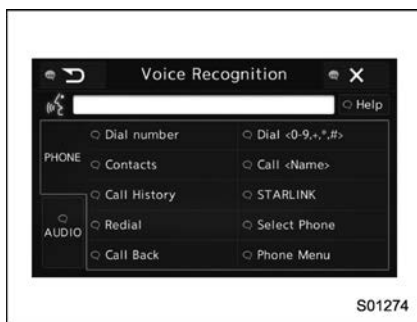 Voice Recognition
Help
PHONE
AUDIO
Dial number
Dial <0-9,+,*,#>
Contacts
Call <Name>
Call History
STARLINK
Redial
Select Phone
Call Back
Phone Menu
S01274